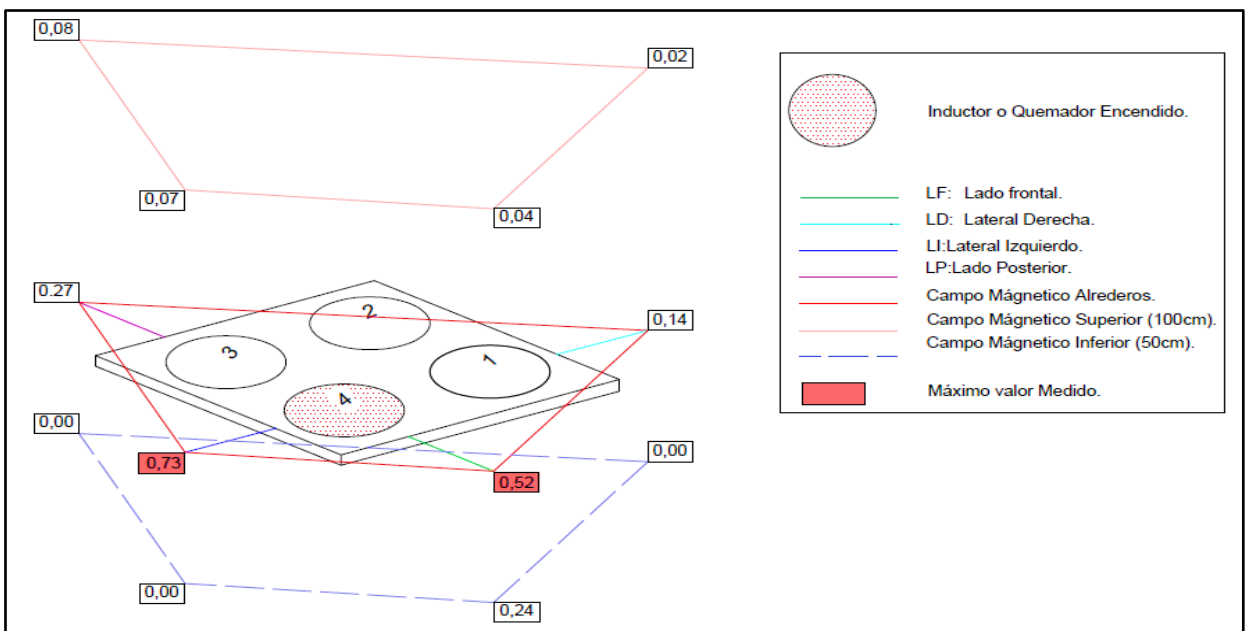 0,08
0,02
0,07
0,04
0.27
0,14
2
3
1
4
0,00
0,73
0,52
0,00
0,00
0,24
Inductor o Quemador Encendido.
LF: Lado frontal.
LD: Lateral Derecha.
LI:Lateral Izquierdo.
LP:Lado Posterior.
Campo Mágnetico Alrederos.
Campo Mágnetico Superior (100cm).
Campo Mágnetico Inferior (50cm).
Máximo valor Medido.